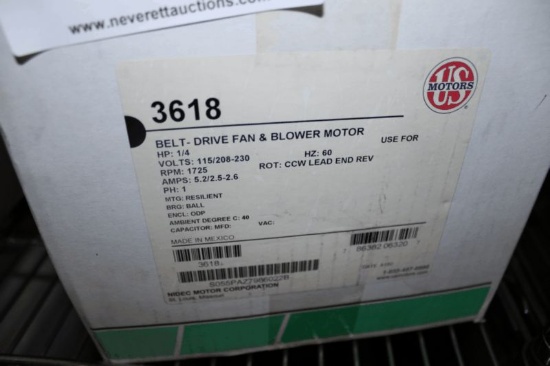 www.neverettauctions.com
3618
US MOTORS
BELT- DRIVE FAN & BLOWER MOTOR USE FOR
HP: 1/4
VOLTS: 115/208-230 HZ: 60
RPM: 1725 ROT: CCW LEAD END REV
AMPS: 5.2/2.5-2.6
PH: 1
MTG: RESILIENT
BRG: BALL
ENCL: ODP
AMBIENT DEGREE C: 40
CAPACITOR: MFD: VAC:
MADE IN MEXICO
3618
NIDEC MOTOR CORPORATION
St. Louis, Missouri